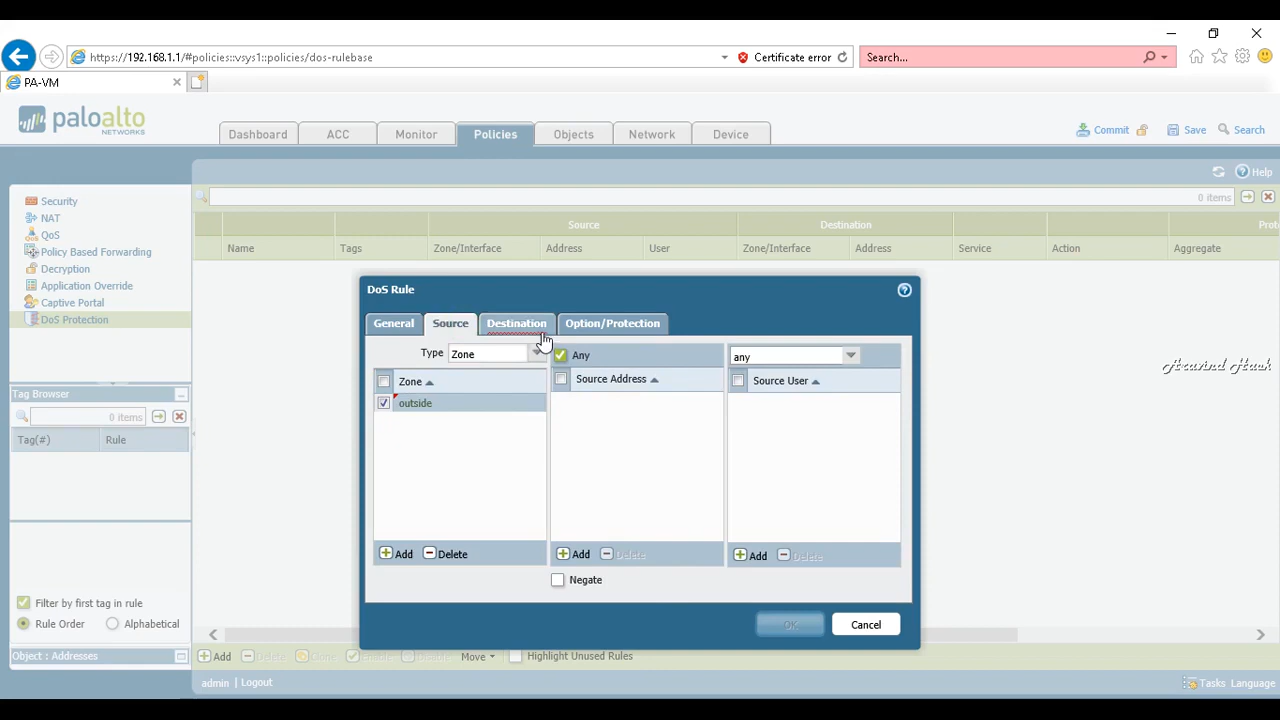 https://192.168.1.1/#policies::vsys1::policies/dos-rulebase
Certificate error
Search...
PA-VM
paloalto
NETWORKS
Dashboard
ACC
Monitor
Policies
Objects
Network
Device
Commit
Save
Search
Help
Security
NAT
QoS
Policy Based Forwarding
Decryption
Application Override
Captive Portal
DoS Protection
0 items
Source
Destination
Prot
Name
Tags
Zone/Interface
Address
User
Zone/Interface
Address
Service
Action
Aggregate
DoS Rule
General
Source
Destination
Option/Protection
Type
Zone
Any
any
Zone
Source Address
Source User
outside
Add
Delete
Add
Delete
Add
Delete
Negate
OK
Cancel
Tag Browser
0 items
Tag(#)
Rule
Filter by first tag in rule
Rule Order
Alphabetical
Object : Addresses
Add
Delete
Clone
Enable
Disable
Move
Highlight Unused Rules
admin | Logout
Tasks
Language